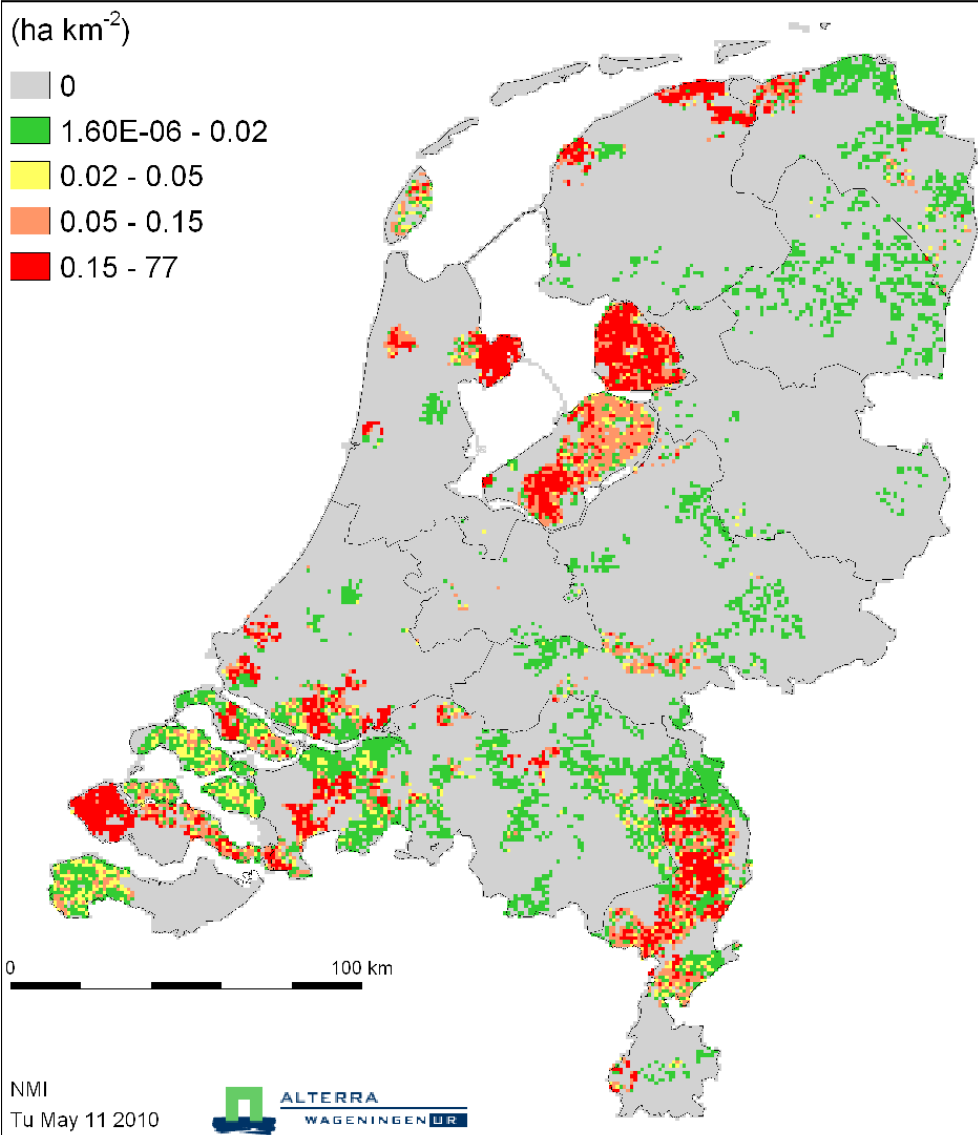 (ha km-2)
0
1.60E-06 - 0.02
0.02 - 0.05
0.05 - 0.15
0.15 - 77
0
100 km
NMI
Tu May 11 2010
ALTERRA
WAGENINGEN UR